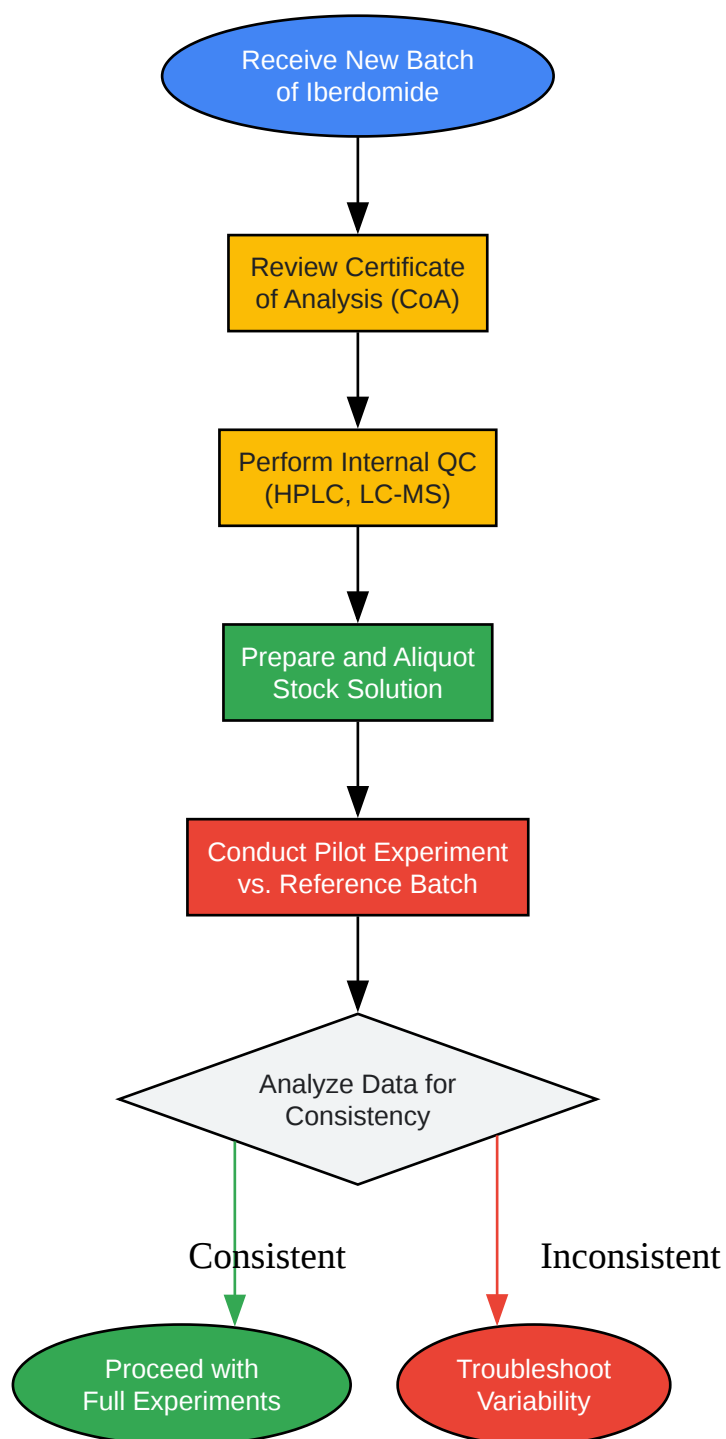 Receive New Batch
of Iberdomide
Review Certificate
of Analysis (CoA)
Perform Internal QC
(HPLC, LC-MS)
Prepare and Aliquot
Stock Solution
Conduct Pilot Experiment
vs. Reference Batch
Analyze Data for
Consistency
Consistent
Inconsistent
Proceed with
Full Experiments
Troubleshoot
Variability